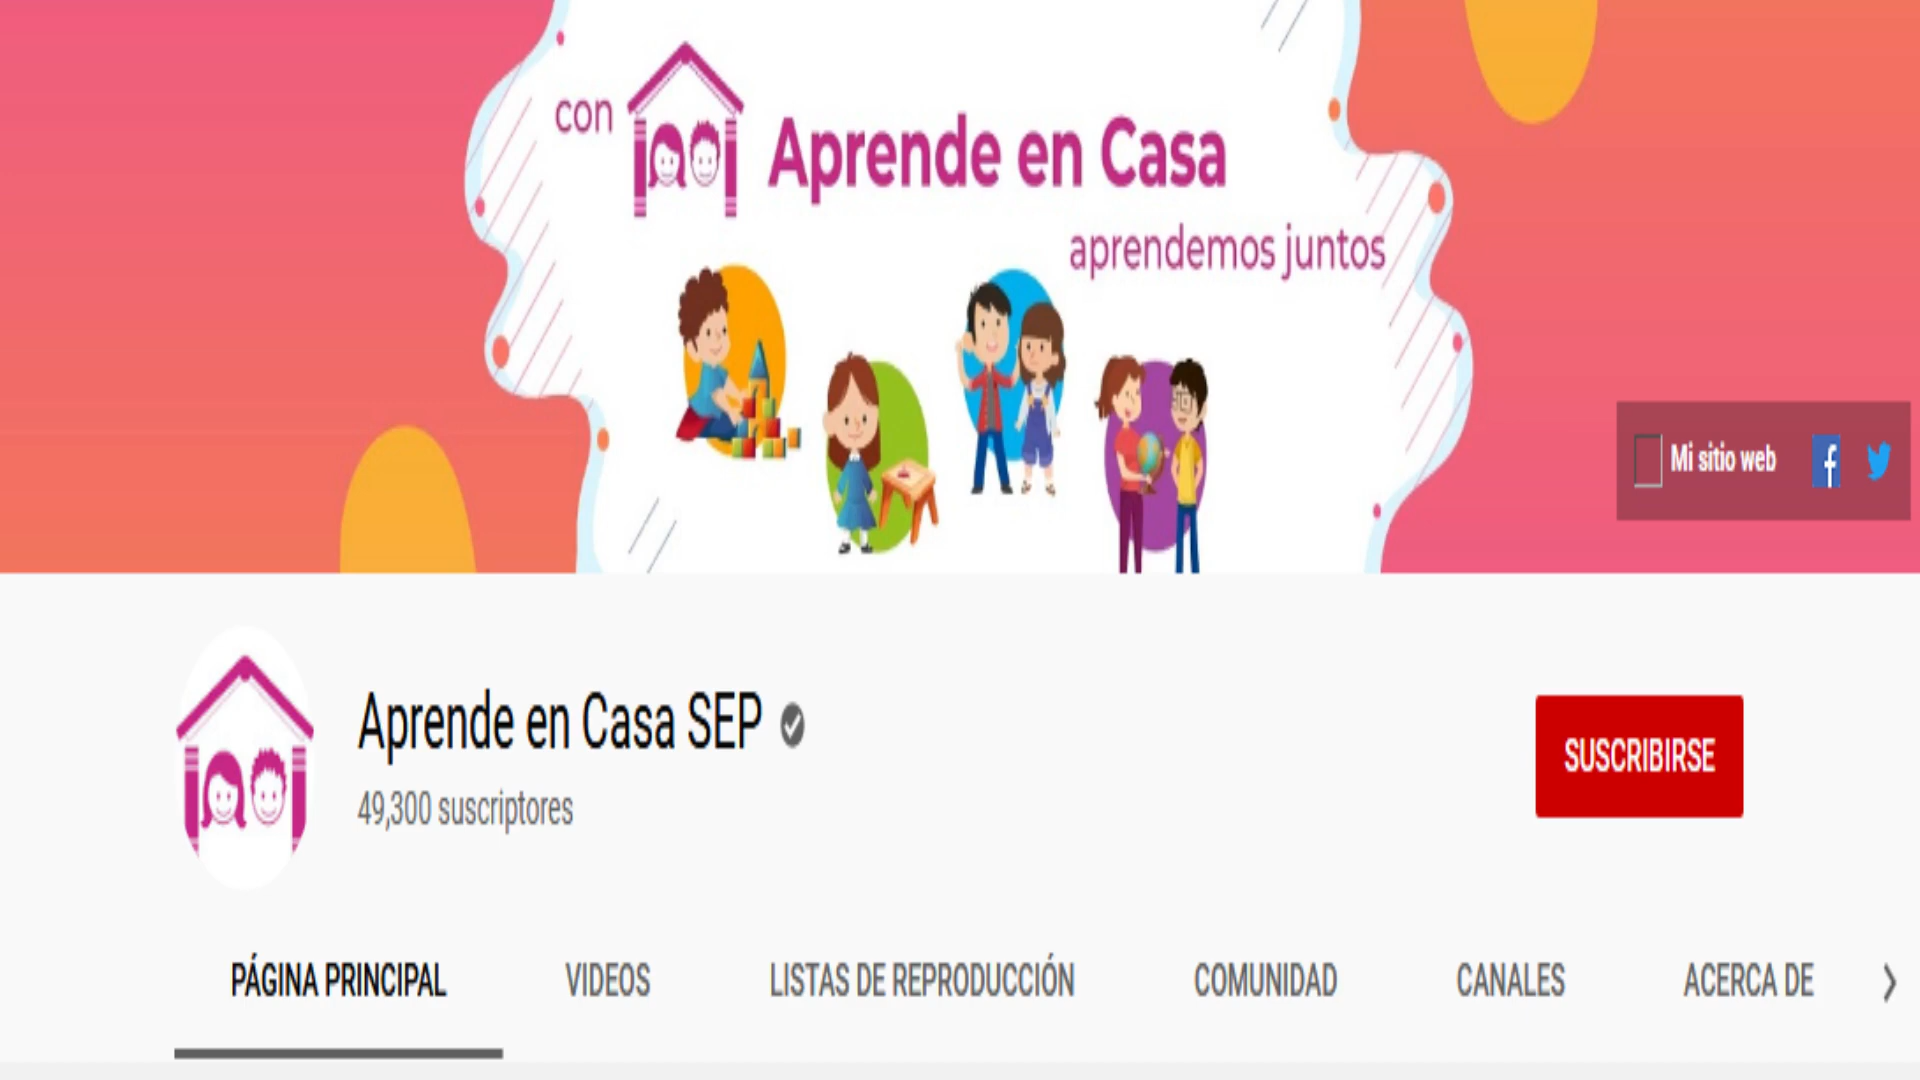 con
Aprende en Casa
aprendemos juntos
Mi sitio web
Aprende en Casa SEP
49,300 suscriptores
SUSCRIBIRSE
PÁGINA PRINCIPAL VIDEOS LISTAS DE REPRODUCCIÓN COMUNIDAD CANALES ACERCA DE